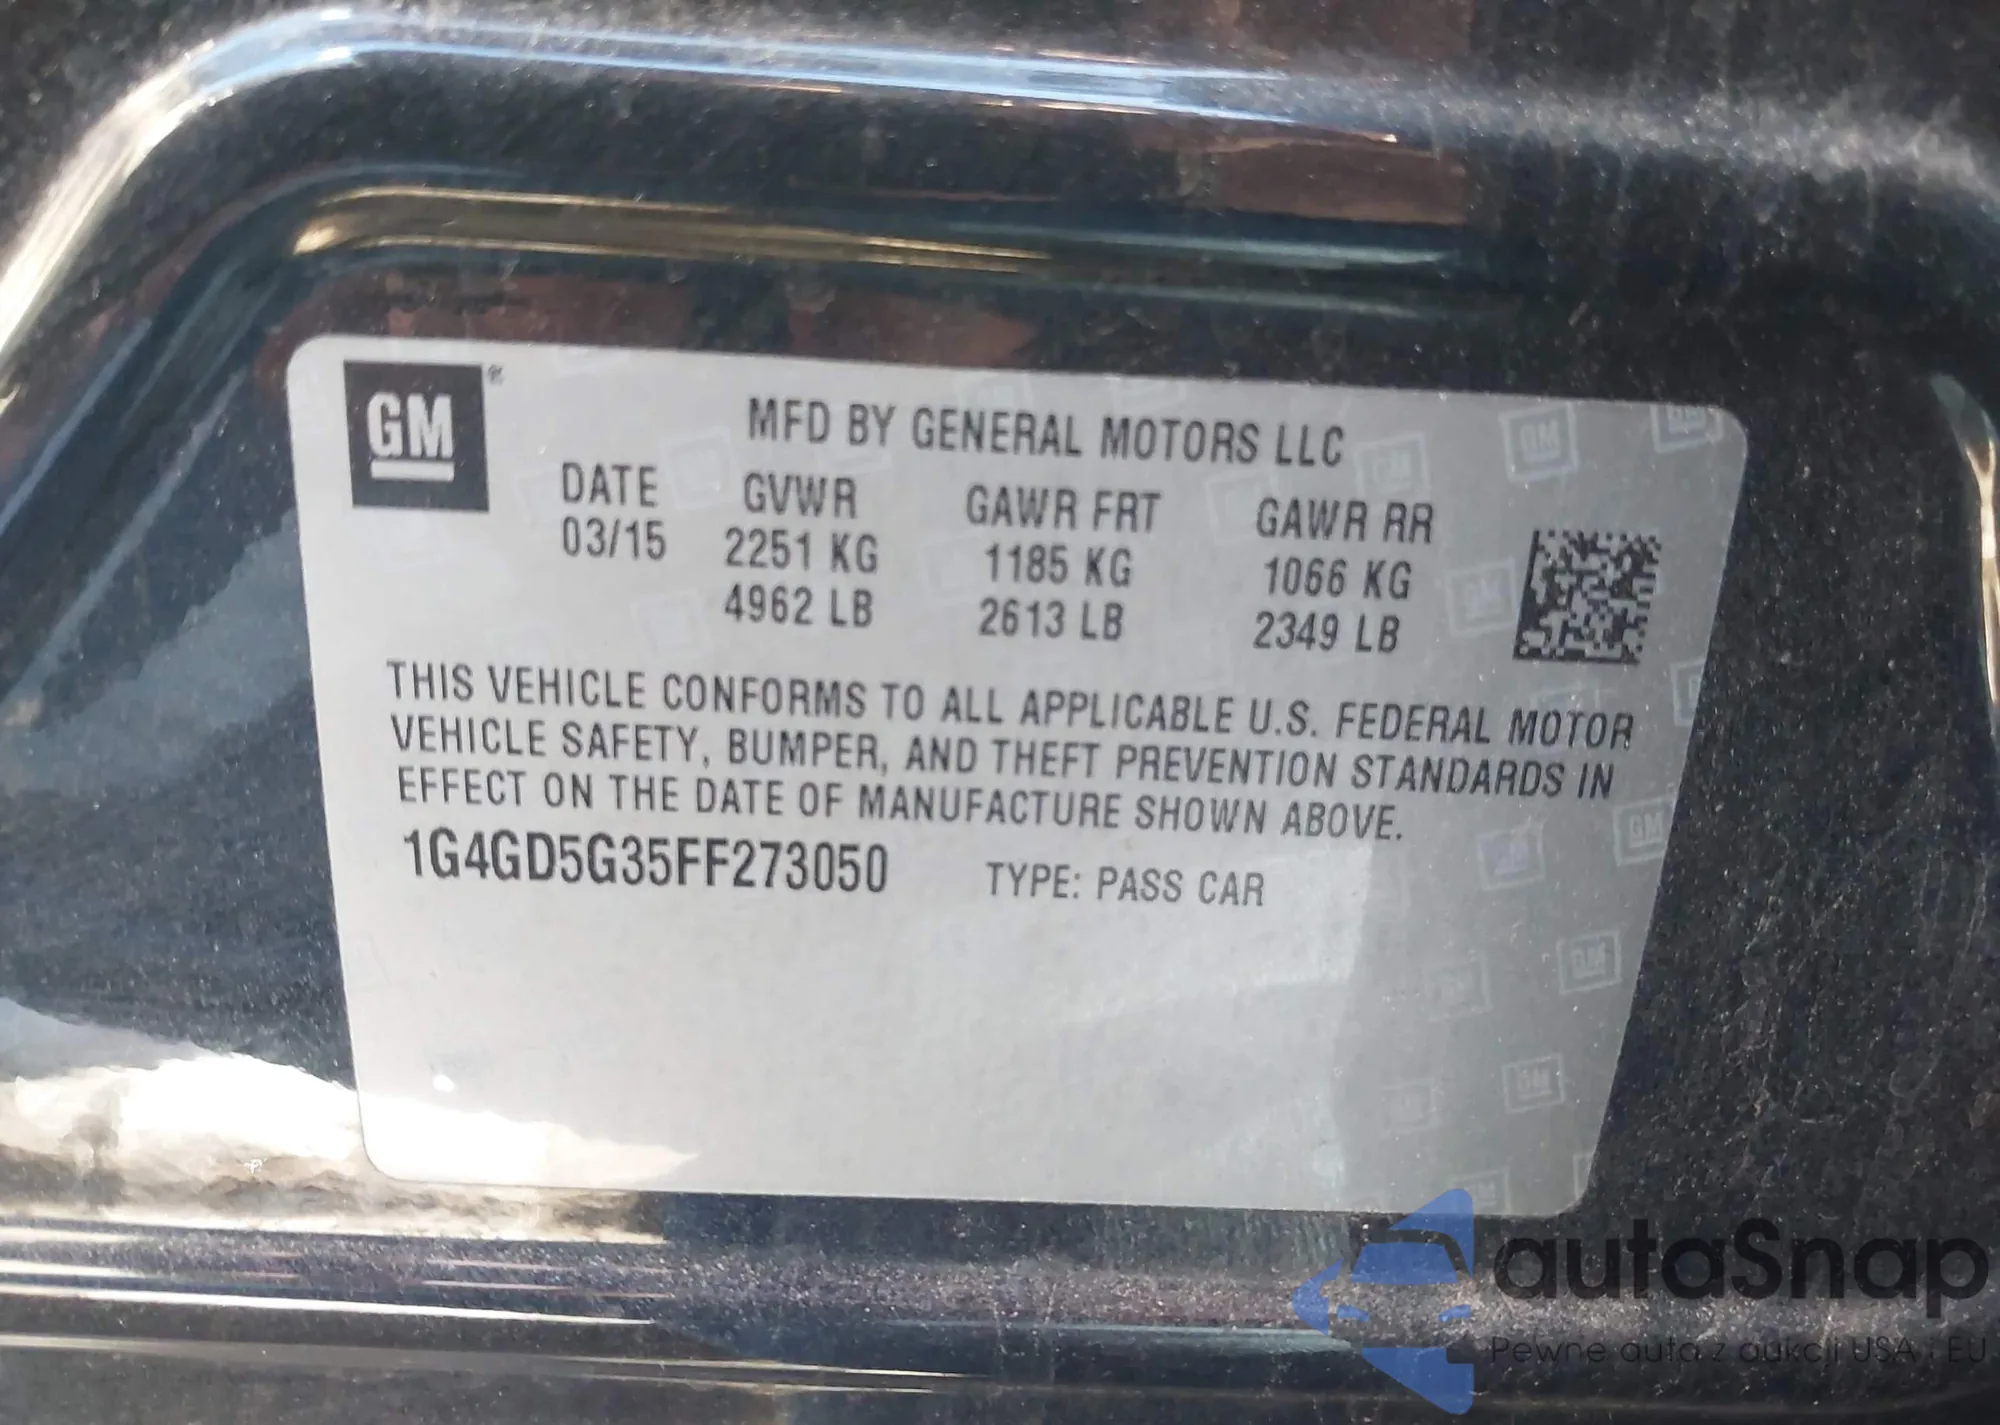 GM
MFD BY GENERAL MOTORS LLC
DATE GVWR GAWR FRT GAWR RR
03/15 2251 KG 1185 KG 1066 KG
4962 LB 2613 LB 2349 LB
THIS VEHICLE CONFORMS TO ALL APPLICABLE U.S. FEDERAL MOTOR
VEHICLE SAFETY, BUMPER, AND THEFT PREVENTION STANDARDS IN
EFFECT ON THE DATE OF MANUFACTURE SHOWN ABOVE.
1G4GD5G35FF273050 TYPE: PASS CAR
autaSnap
Pewne auta z aukcji USA i EU